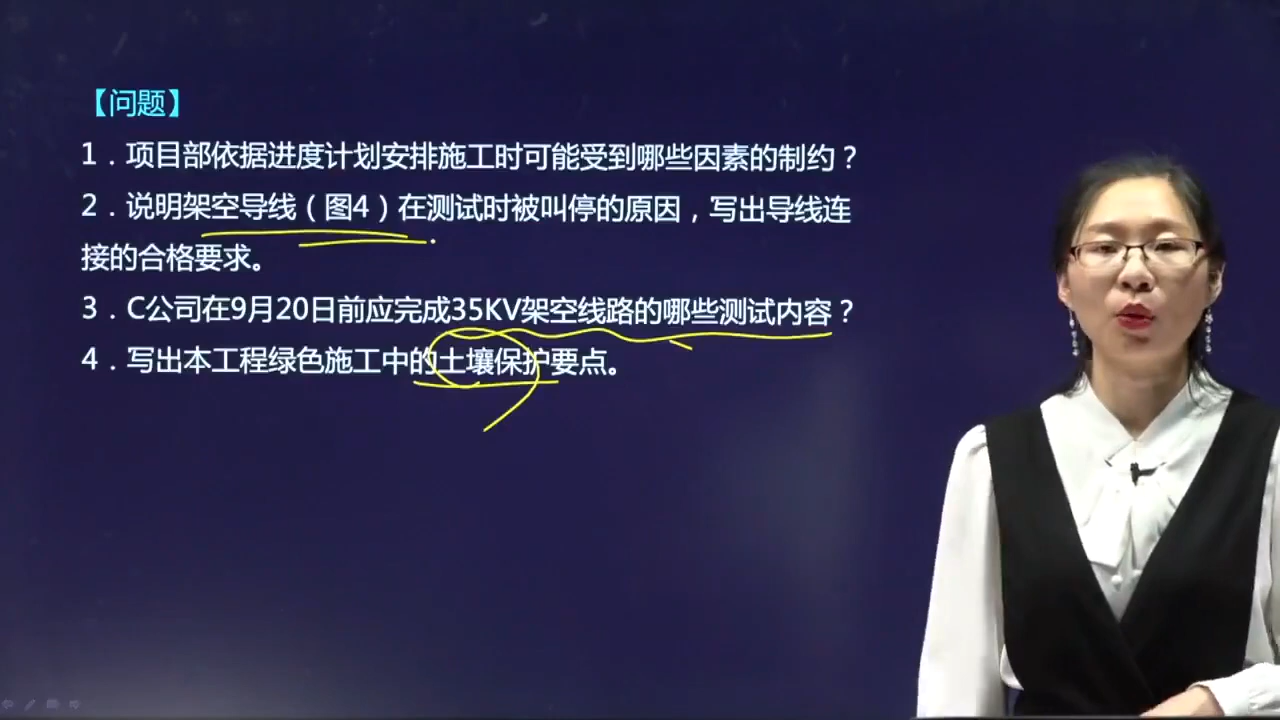 【问题】
1．项目部依据进度计划安排施工时可能受到哪些因素的制约？
2．说明架空导线（图4）在测试时被叫停的原因，写出导线连
接的合格要求。
3．C公司在9月20日前应完成35KV架空线路的哪些测试内容？
4．写出本工程绿色施工中的土壤保护要点。